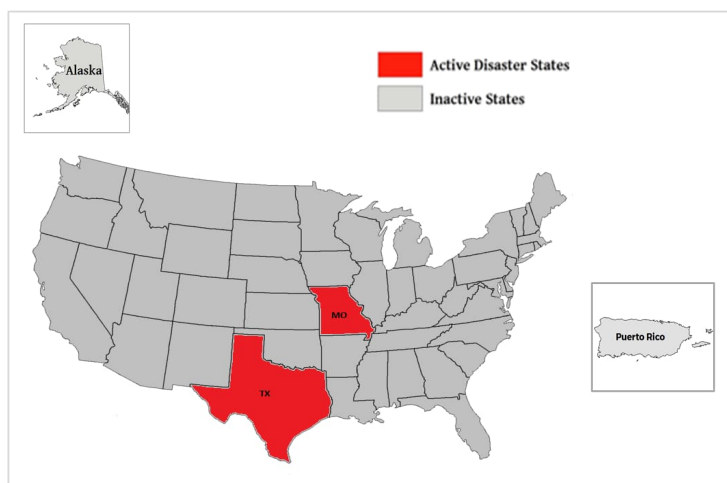 Alaska
Active Disaster States
Inactive States
MO
Puerto Rico
TX